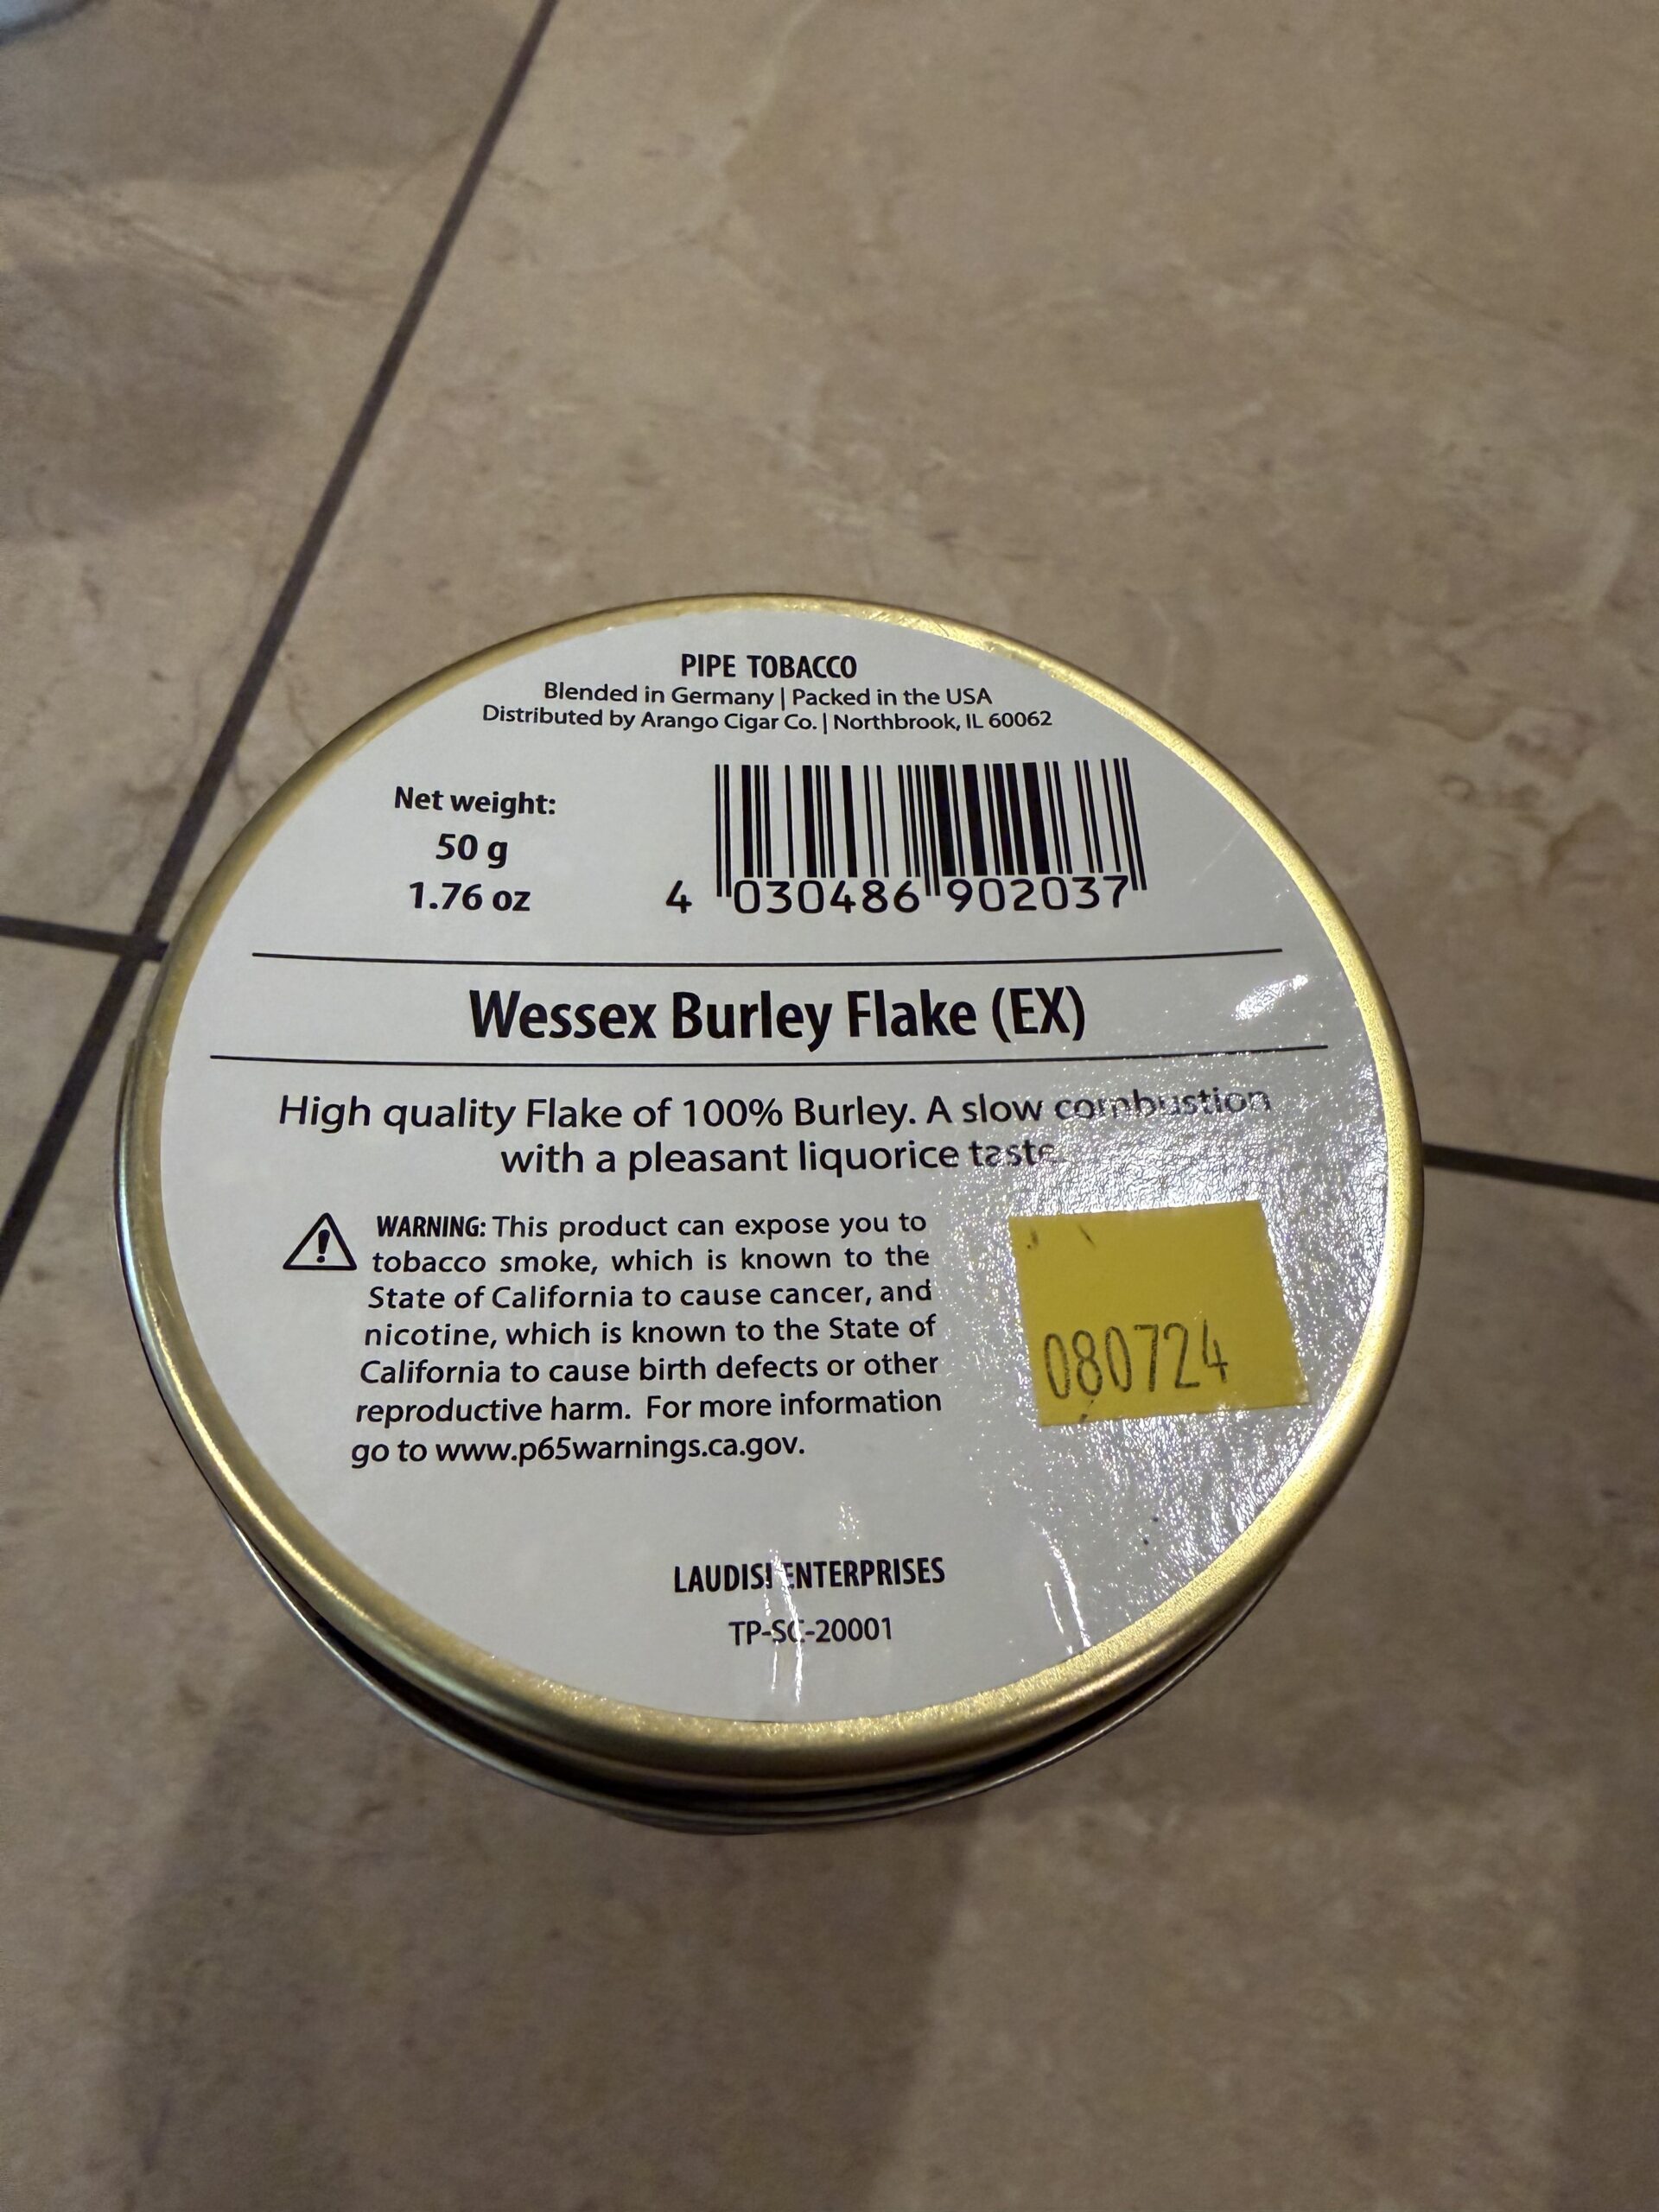 PIPE TOBACCO
Blended in Germany | Packed in the USA
Distributed by Arango Cigar Co. | Northbrook, IL 60062
Net weight:
50 g
1.76 oz
4 030486 902037
Wessex Burley Flake (EX)
High quality Flake of 100% Burley. A slow combustion
with a pleasant liquorice taste.
WARNING: This product can expose you to
tobacco smoke, which is known to the
State of California to cause cancer, and
nicotine, which is known to the State of
California to cause birth defects or other
reproductive harm. For more information
go to www.p65warnings.ca.gov.
080724
LAUDISI ENTERPRISES
TP-SC-20001